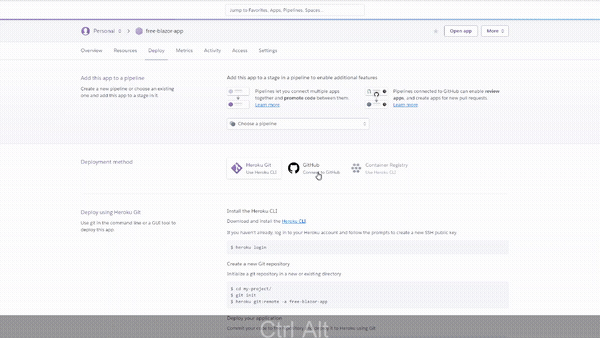 Jump to Favorites, Apps, Pipelines, Spaces...
Personal
free-blazor-app
Open app
More
Overview Resources Deploy Metrics Activity Access Settings
Add this app to a pipeline
Create a new pipeline or choose an existing
one and add this app to a stage in it.
Add this app to a stage in a pipeline to enable additional features
Pipelines let you connect multiple apps
together and promote code between them.
Learn more
Pipelines connected to GitHub can enable review
apps, and create apps for new pull requests.
Learn more
Choose a pipeline
Deployment method
Heroku Git
Use Heroku CLI
GitHub
Connect to GitHub
Container Registry
Use Heroku CLI
Deploy using Heroku Git
Use git in the command line or a GUI tool to
deploy this app.
Install the Heroku CLI
Download and install the Heroku CLI.
If you haven't already, log in to your Heroku account and follow the prompts to create a new SSH public key.
$ heroku login
Create a new Git repository
Initialize a git repository in a new or existing directory
$ cd my-project/
$ git init
$ heroku git:remote -a free-blazor-app
Deploy your application
Commit your code to the repository and deploy it to Heroku using Git.
Ctrl Alt